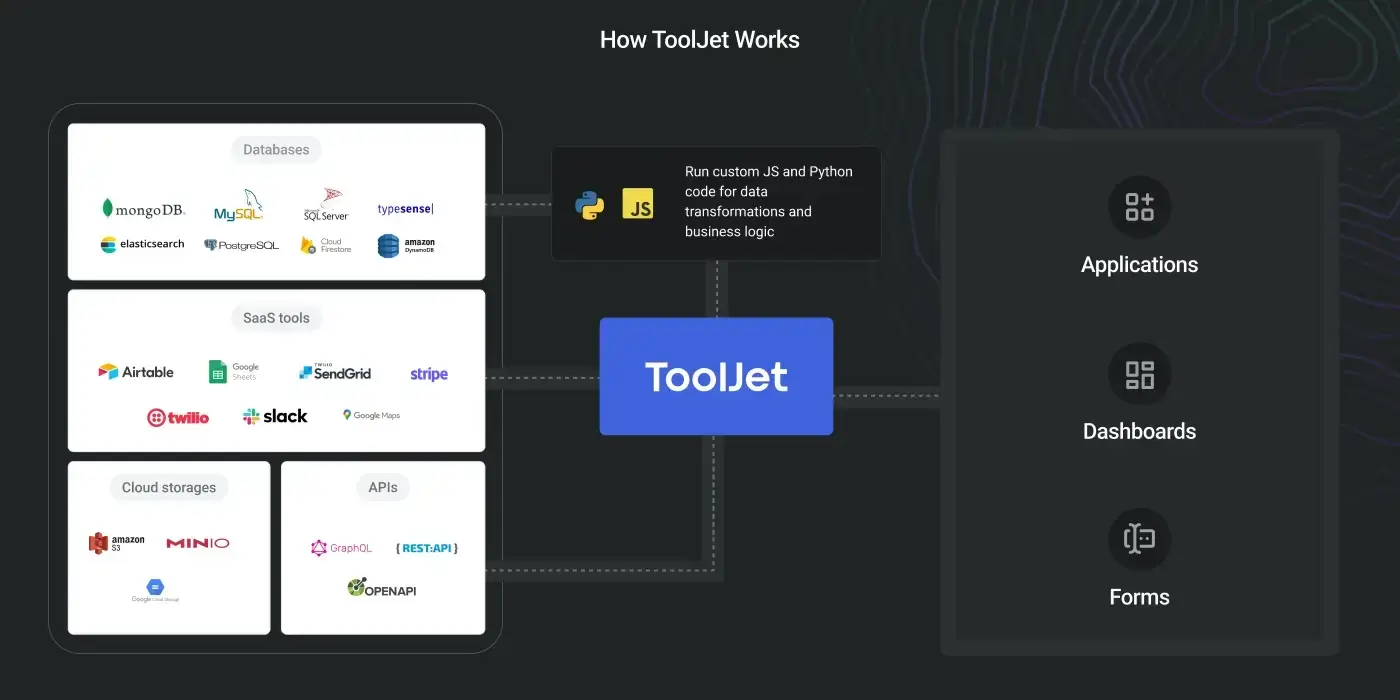 How ToolJet Works
Databases
mongoDB.
MySQL.
Microsoft
SQL Server
typesense|
elasticsearch
PostgreSQL
Cloud
Firestore
amazon
DynamoDB
SaaS tools
Airtable
Google
Sheets
TWILIO
SendGrid
stripe
twilio
slack
Google Maps
Cloud storages
amazon
S3
MINIO
Google Cloud Storage
APIs
GraphQL
{ REST:API }
OPENAPI
JS
Run custom JS and Python
code for data
transformations and
business logic
ToolJet
Applications
Dashboards
Forms